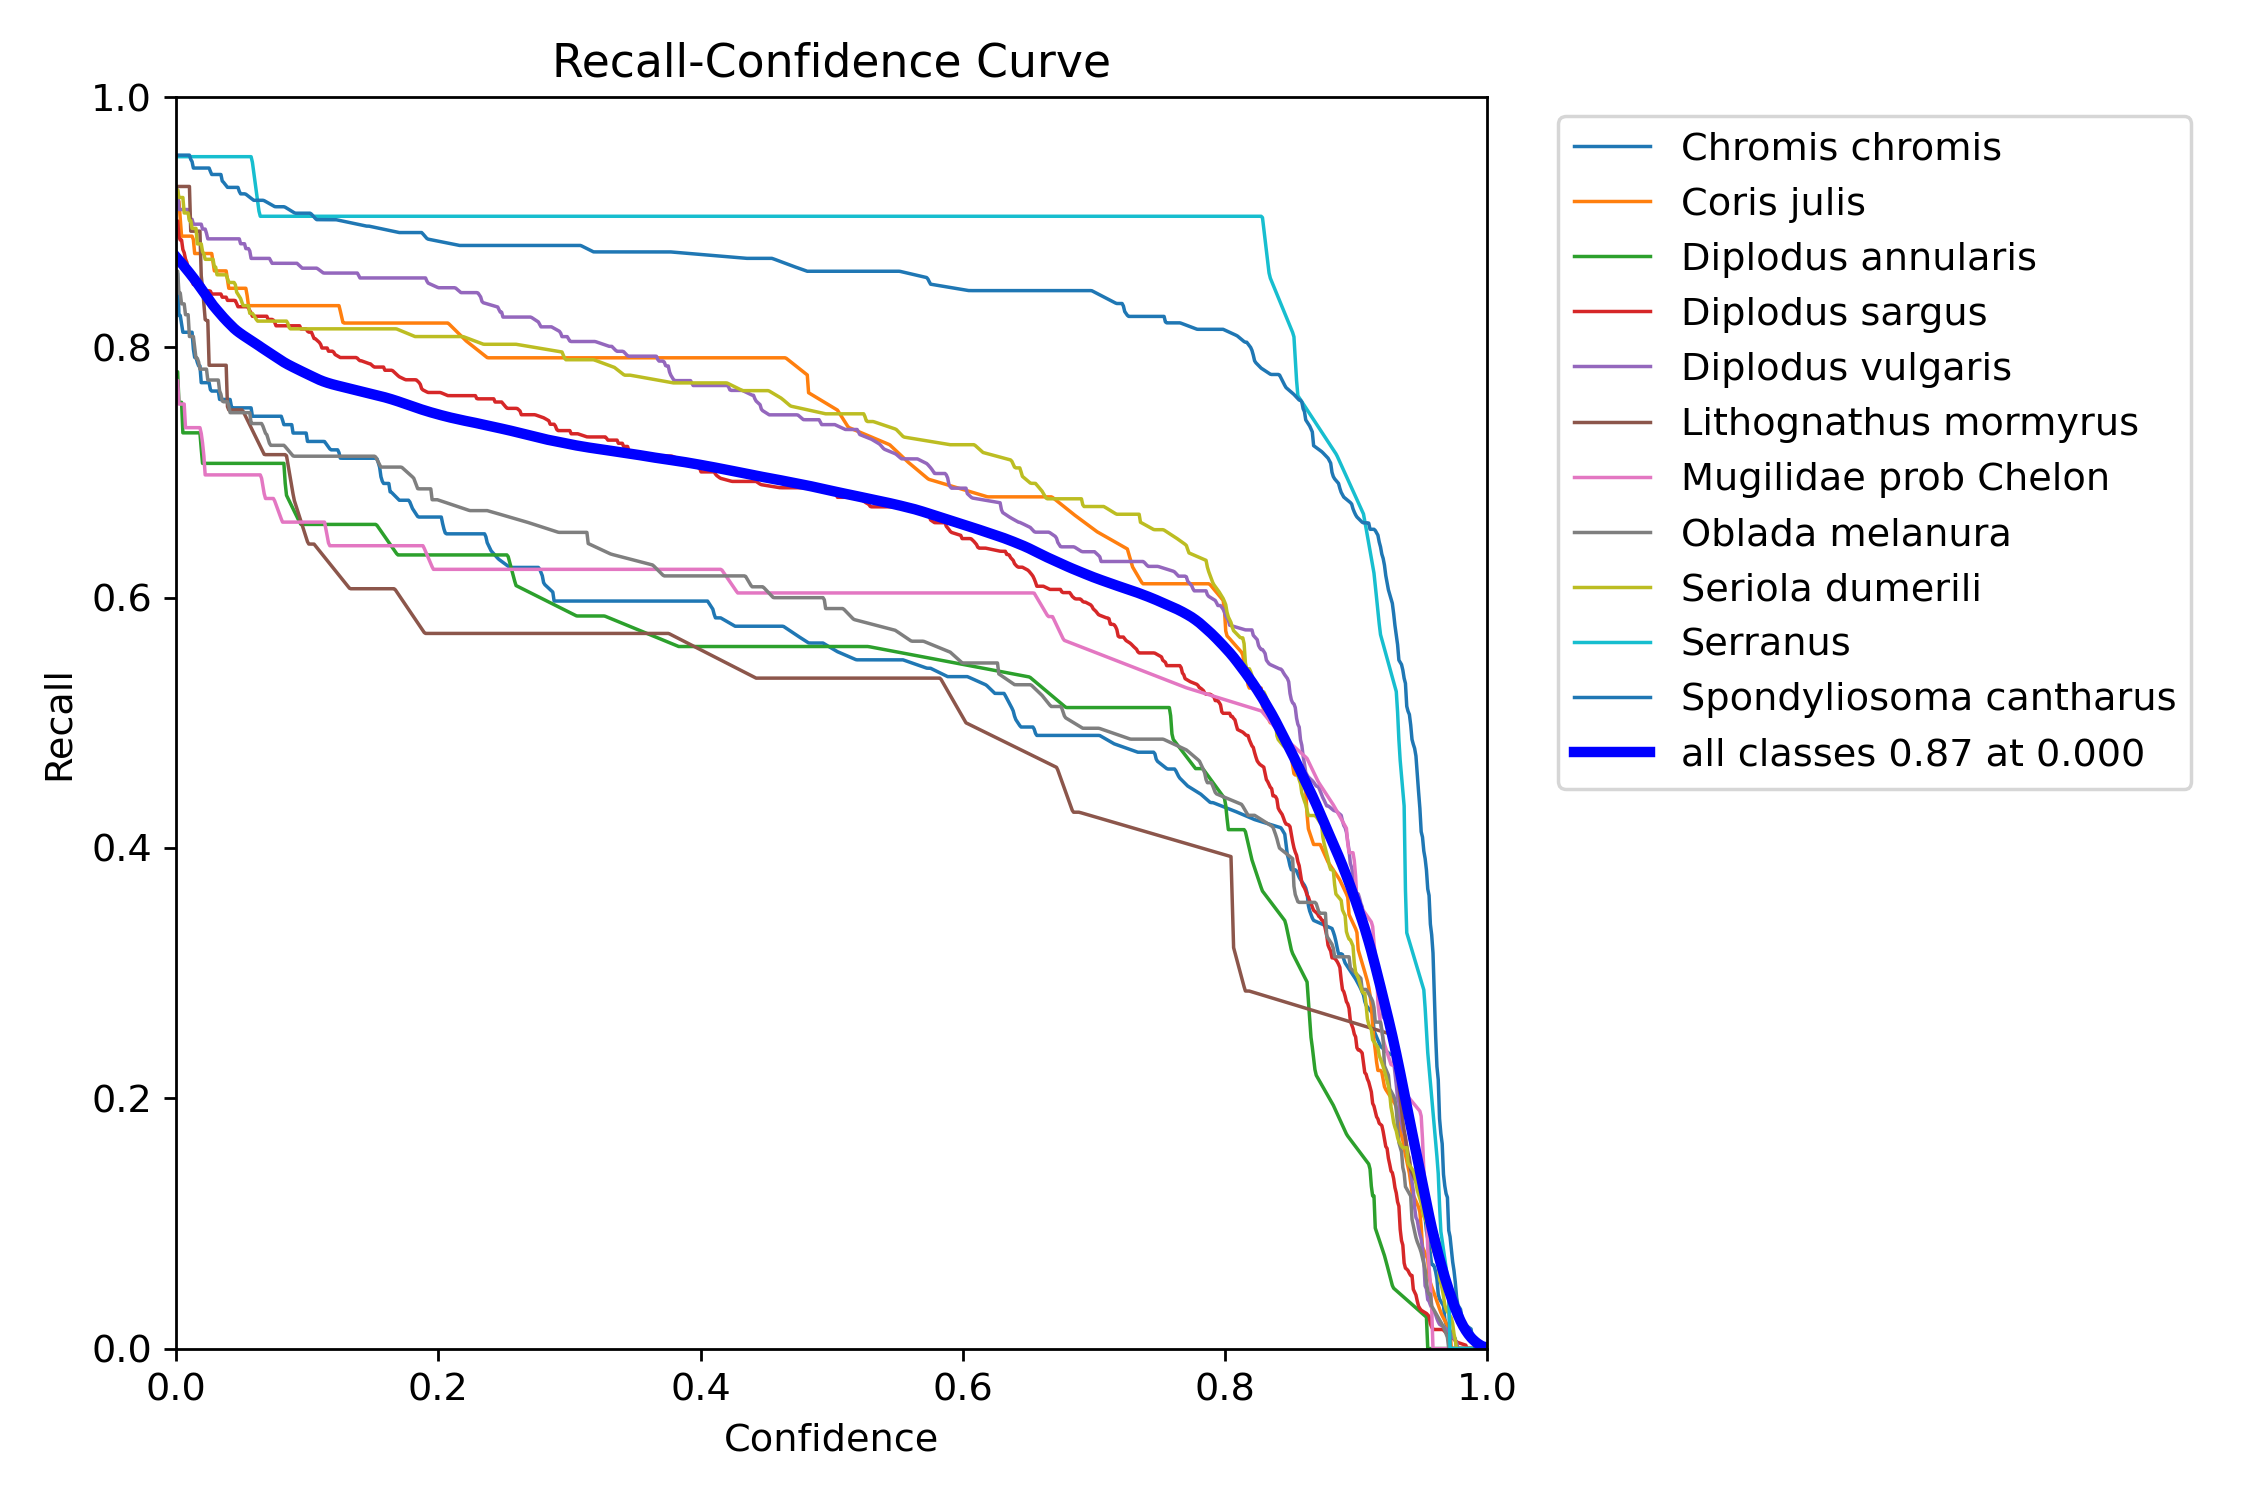 Recall-Confidence Curve
1.0
0.8
0.6
0.4
0.2
0.0
Recall
0.0 0.2 0.4 0.6 0.8 1.0
Confidence
Chromis chromis
Coris julis
Diplodus annularis
Diplodus sargus
Diplodus vulgaris
Lithognathus mormyrus
Mugilidae prob Chelon
Oblada melanura
Seriola dumerili
Serranus
Spondyliosoma cantharus
all classes 0.87 at 0.000